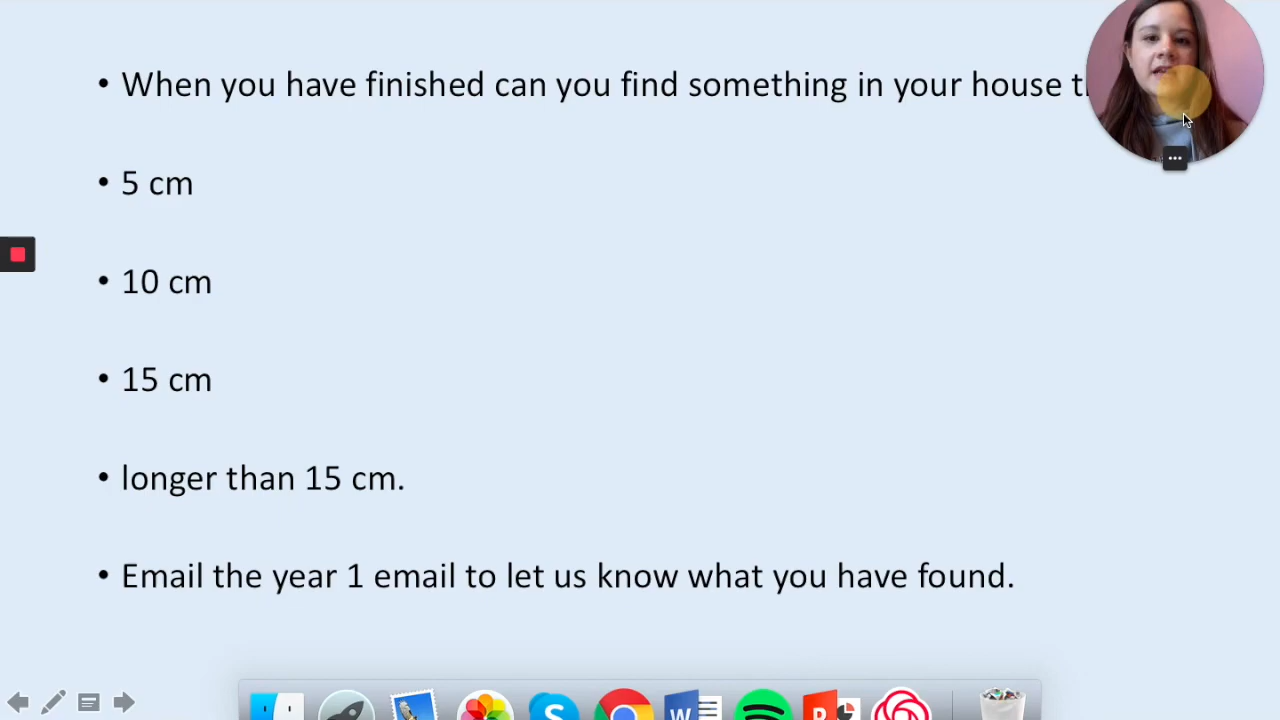 • When you have finished can you find something in your house
• 5 cm
• 10 cm
• 15 cm
• longer than 15 cm.
• Email the year 1 email to let us know what you have found.